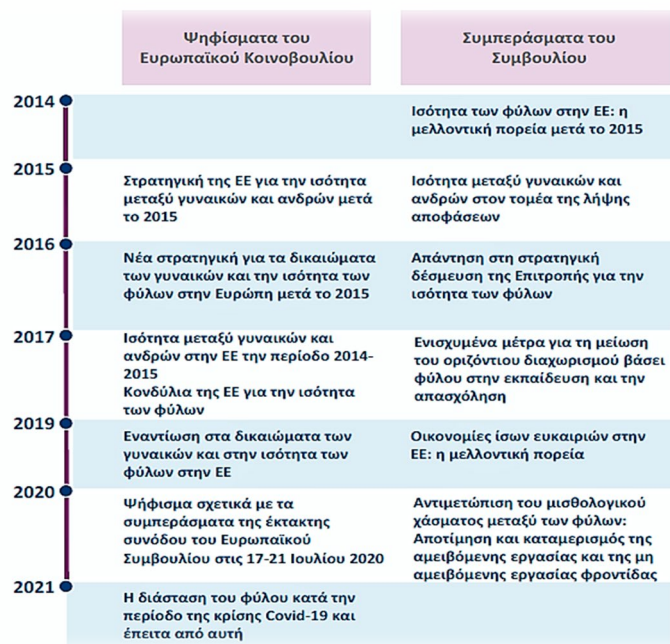 Ψηφίσματα του
Ευρωπαϊκού Κοινοβουλίου
Συμπεράσματα του
Συμβουλίου
2014
Ισότητα των φύλων στην ΕΕ: η
μελλοντική πορεία μετά το 2015
2015
Στρατηγική της ΕΕ για την ισότητα
μεταξύ γυναικών και ανδρών μετά
το 2015
Ισότητα μεταξύ γυναικών και
ανδρών στον τομέα της λήψης
αποφάσεων
2016
Νέα στρατηγική για τα δικαιώματα
των γυναικών και την ισότητα των
φύλων στην Ευρώπη μετά το 2015
Απάντηση στη στρατηγική
δέσμευση της Επιτροπής για την
ισότητα των φύλων
2017
Ισότητα μεταξύ γυναικών και
ανδρών στην ΕΕ την περίοδο 2014-
2015
Κονδύλια της ΕΕ για την ισότητα
των φύλων
Ενισχυμένα μέτρα για τη μείωση
του οριζόντιου διαχωρισμού βάσει
φύλου στην εκπαίδευση και την
απασχόληση
2019
Εναντίωση στα δικαιώματα των
γυναικών και στην ισότητα των
φύλων στην ΕΕ
Οικονομίες ίσων ευκαιριών στην
ΕΕ: η μελλοντική πορεία
2020
Ψήφισμα σχετικά με τα
συμπεράσματα της έκτακτης
συνόδου του Ευρωπαϊκού
Συμβουλίου στις 17-21 Ιουλίου 2020
Αντιμετώπιση του μισθολογικού
χάσματος μεταξύ των φύλων:
Αποτίμηση και καταμερισμός της
αμειβόμενης εργασίας και της μη
αμειβόμενης εργασίας φροντίδας
2021
Η διάσταση του φύλου κατά την
περίοδο της κρίσης Covid-19 και
έπειτα από αυτή